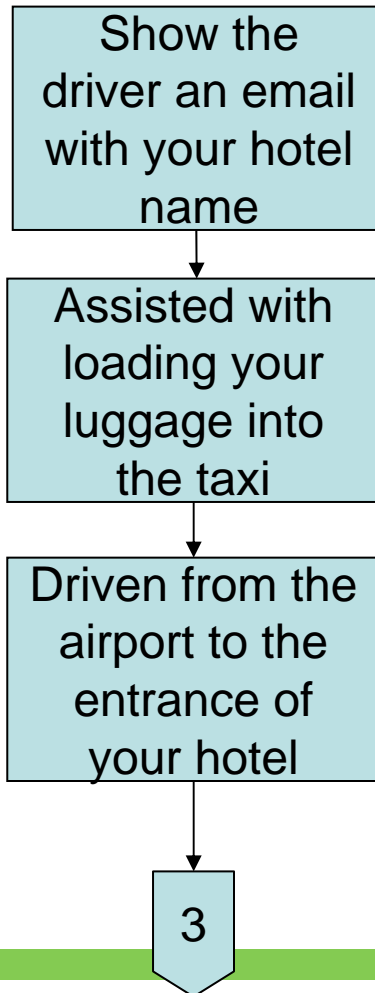 Show the
driver an email
with your hotel
name
Assisted with
loading your
luggage into
the taxi
Driven from the
airport to the
entrance of
your hotel
3